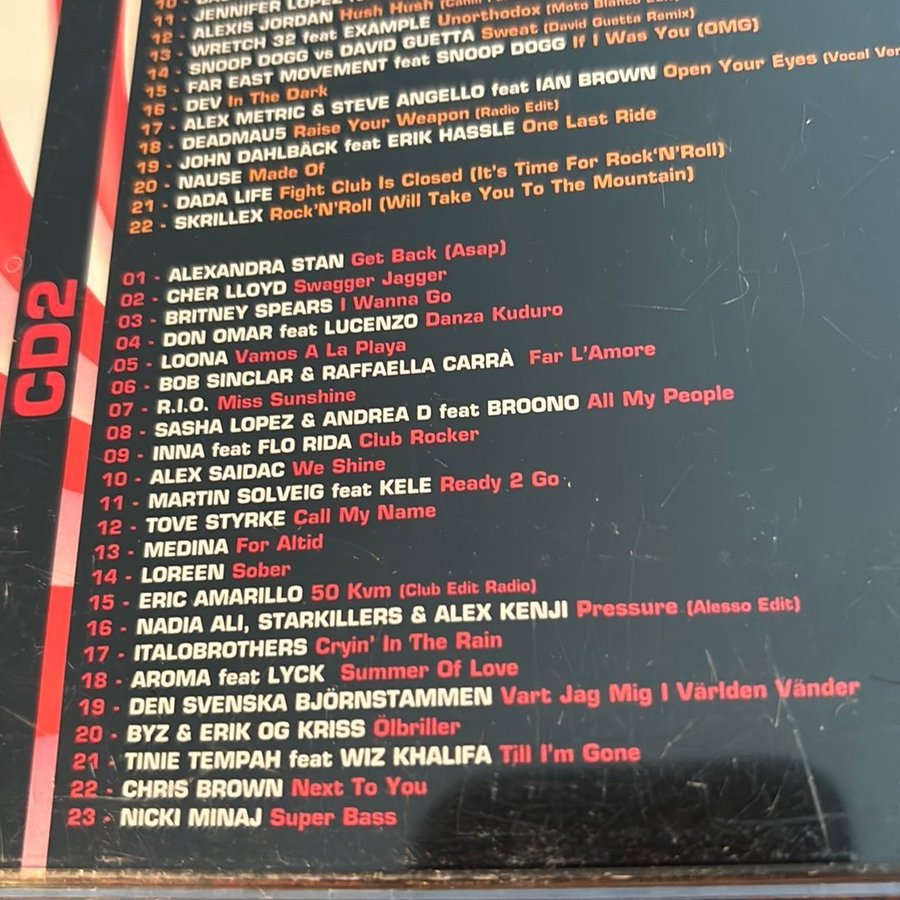 11 - JENNIFER LOPEZ
12 - ALEXIS JORDAN Hush Hush
13 - WRETCH 32 feat EXAMPLE Unorthodox (Moto Blanco
14 - SNOOP DOGG vs DAVID GUETTA Sweat (David Guetta Remix)
15 - FAR EAST MOVEMENT feat SNOOP DOGG If I Was You (OMG)
16 - DEV In The Dark
17 - ALEX METRIC & STEVE ANGELLO feat IAN BROWN Open Your Eyes (Vocal Ver
18 - DEADMAU5 Raise Your Weapon (Radio Edit)
19 - JOHN DAHLBÄCK feat ERIK HASSLE One Last Ride
20 - NAUSE Made Of
21 - DADA LIFE Fight Club Is Closed (It's Time For Rock'N'Roll)
22 - SKRILLEX Rock'N'Roll (Will Take You To The Mountain)
CD2
01 - ALEXANDRA STAN Get Back (Asap)
02 - CHER LLOYD Swagger Jagger
03 - BRITNEY SPEARS I Wanna Go
04 - DON OMAR feat LUCENZO Danza Kuduro
05 - LOONA Vamos A La Playa
06 - BOB SINCLAR & RAFFAELLA CARRÀ Far L'Amore
07 - R.I.O. Miss Sunshine
08 - SASHA LOPEZ & ANDREA D feat BROONO All My People
09 - INNA feat FLO RIDA Club Rocker
10 - ALEX SAIDAC We Shine
11 - MARTIN SOLVEIG feat KELE Ready 2 Go
12 - TOVE STYRKE Call My Name
13 - MEDINA For Altid
14 - LOREEN Sober
15 - ERIC AMARILLO 50 Kvm (Club Edit Radio)
16 - NADIA ALI, STARKILLERS & ALEX KENJI Pressure (Alesso Edit)
17 - ITALOBROTHERS Cryin' In The Rain
18 - AROMA feat LYCK Summer Of Love
19 - DEN SVENSKA BJÖRNSTAMMEN Vart Jag Mig I Världen Vänder
20 - BYZ & ERIK OG KRISS Ölbriller
21 - TINIE TEMPAH feat WIZ KHALIFA Till I'm Gone
22 - CHRIS BROWN Next To You
23 - NICKI MINAJ Super Bass